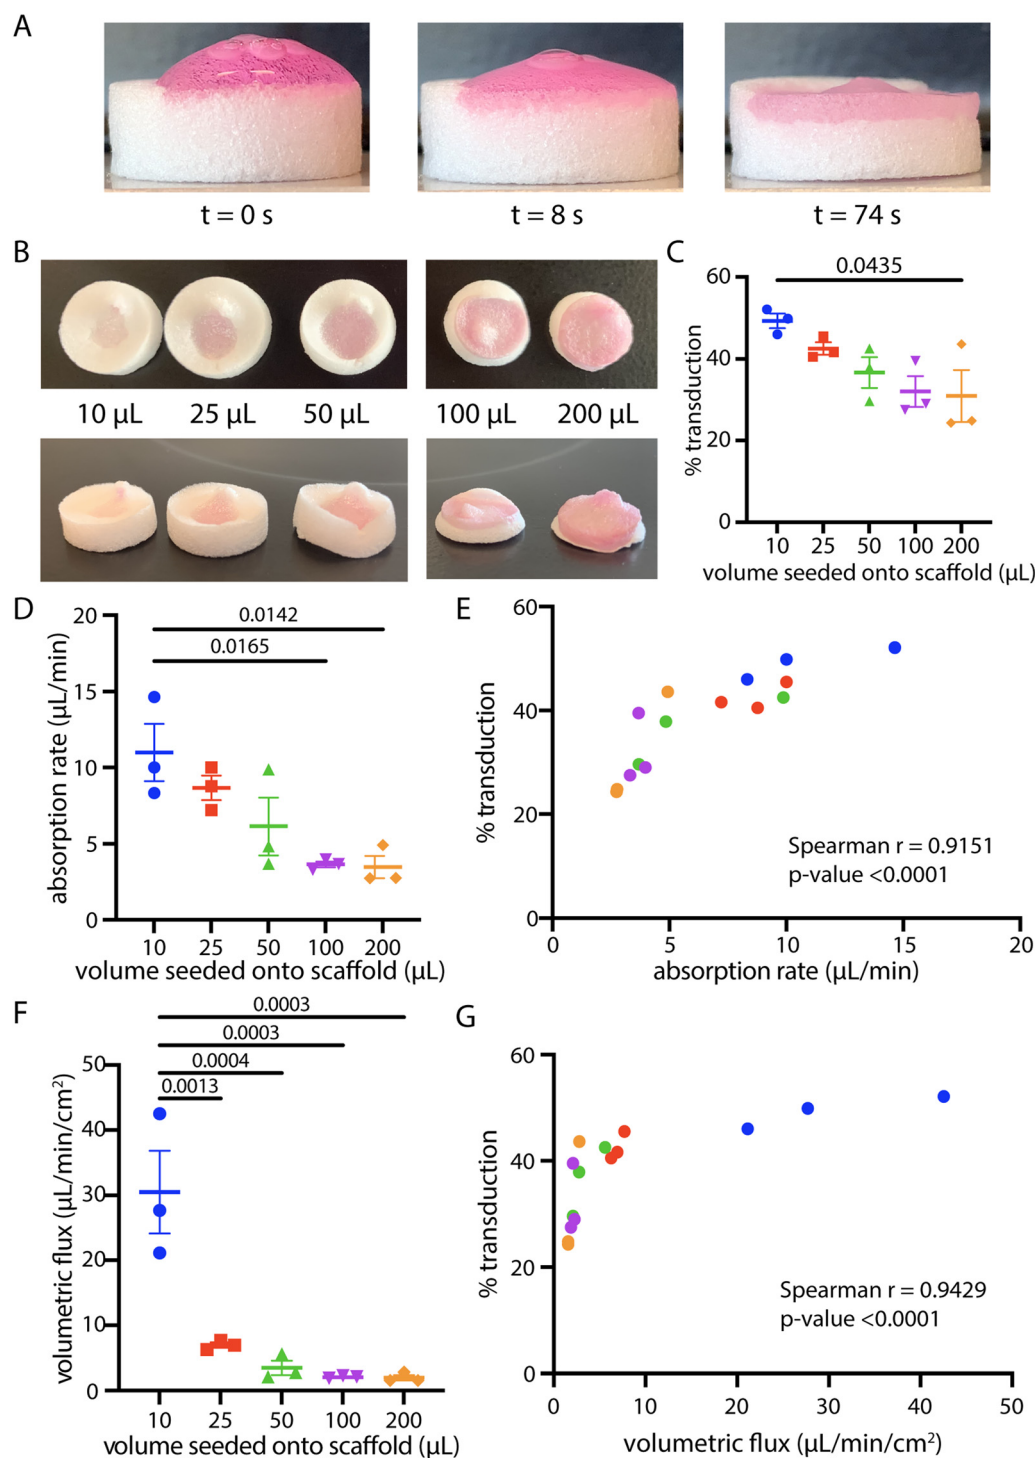 A
t = 0 s
t = 8 s
t = 74 s
B
10 µL
25 µL
50 µL
100 µL
200 µL
C
0.0435
60
40
20
0
% transduction
10
25
50
100
200
volume seeded onto scaffold (µL)
D
0.0142
0.0165
20
15
10
5
0
absorption rate (µL/min)
10
25
50
100
200
volume seeded onto scaffold (µL)
E
60
40
20
0
% transduction
Spearman r = 0.9151
p-value <0.0001
0
5
10
15
20
absorption rate (µL/min)
F
0.0003
0.0003
0.0004
0.0013
50
40
30
20
10
0
volumetric flux (µL/min/cm²)
10
25
50
100
200
volume seeded onto scaffold (µL)
G
60
40
20
0
% transduction
Spearman r = 0.9429
p-value <0.0001
0
10
20
30
40
50
volumetric flux (µL/min/cm²)